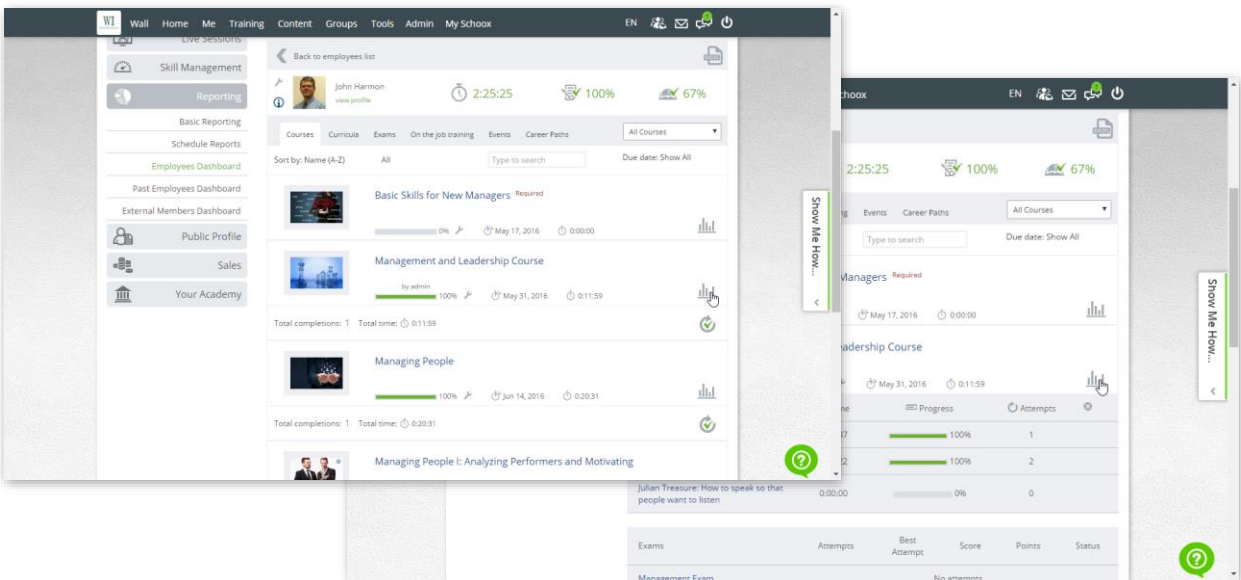 WI Wall Home Me Training Content Groups Tools Admin My Schoox EN
Live Sessions
Skill Management
Reporting
Basic Reporting
Schedule Reports
Employees Dashboard
Past Employees Dashboard
External Members Dashboard
Public Profile
Sales
Your Academy
Back to employees list
John Harmon
view profile
2:25:25 100% 67%
Courses Curricula Exams On the job training Events Career Paths All Courses
Sort by: Name (A-Z) All Type to search Due date: Show All
Basic Skills for New Managers Required
0% May 17, 2016 0:00:00
Management and Leadership Course
by admin
100% May 31, 2016 0:11:59
Total completions: 1 Total time: 0:11:59
Managing People
100% Jun 14, 2016 0:20:31
Total completions: 1 Total time: 0:20:31
Managing People I: Analyzing Performers and Motivating
Show Me How...
choox EN
2:25:25 100% 67%
ng Events Career Paths All Courses
Type to search Due date: Show All
Managers Required
May 17, 2016 0:00:00
adership Course
May 31, 2016 0:11:59
me Progress Attempts
37 100% 1
22 100% 2
Julian Treasure: How to speak so that
people want to listen
0:00:00 0% 0
Exams Attempts Best
Attempt Score Points Status
Management Exam No attempts
Show Me How...